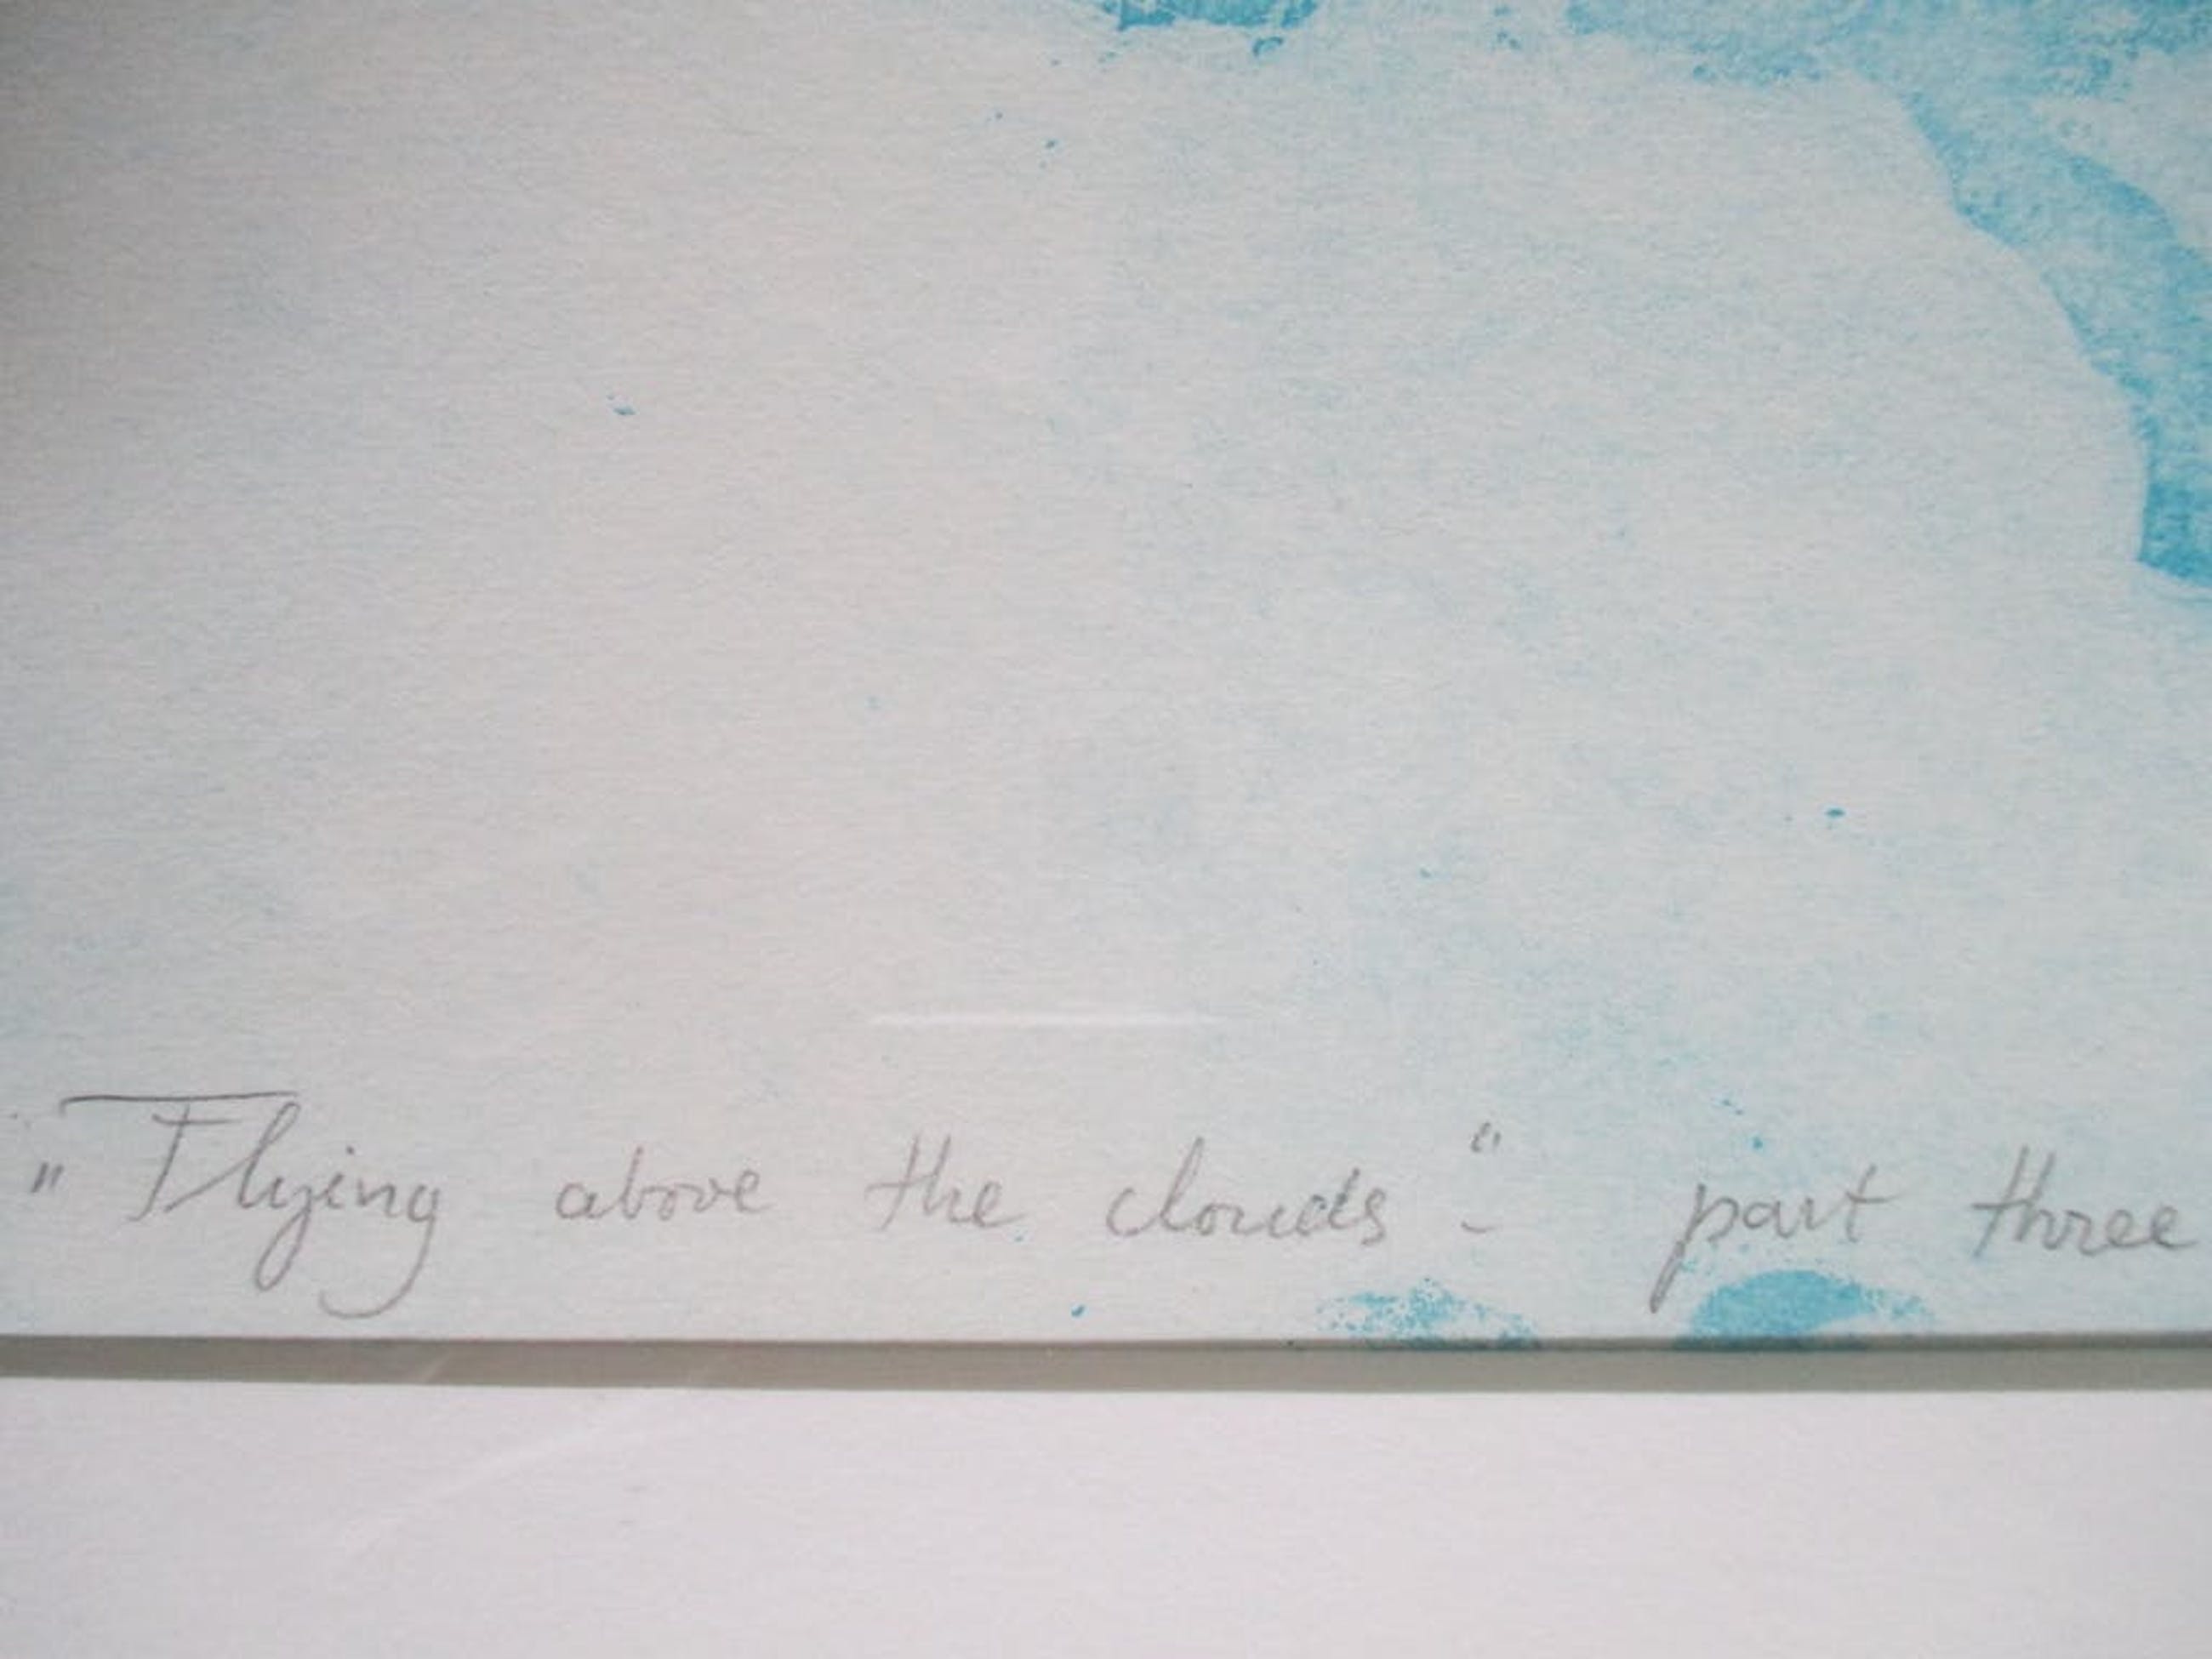 „Flying above the clouds“- part three